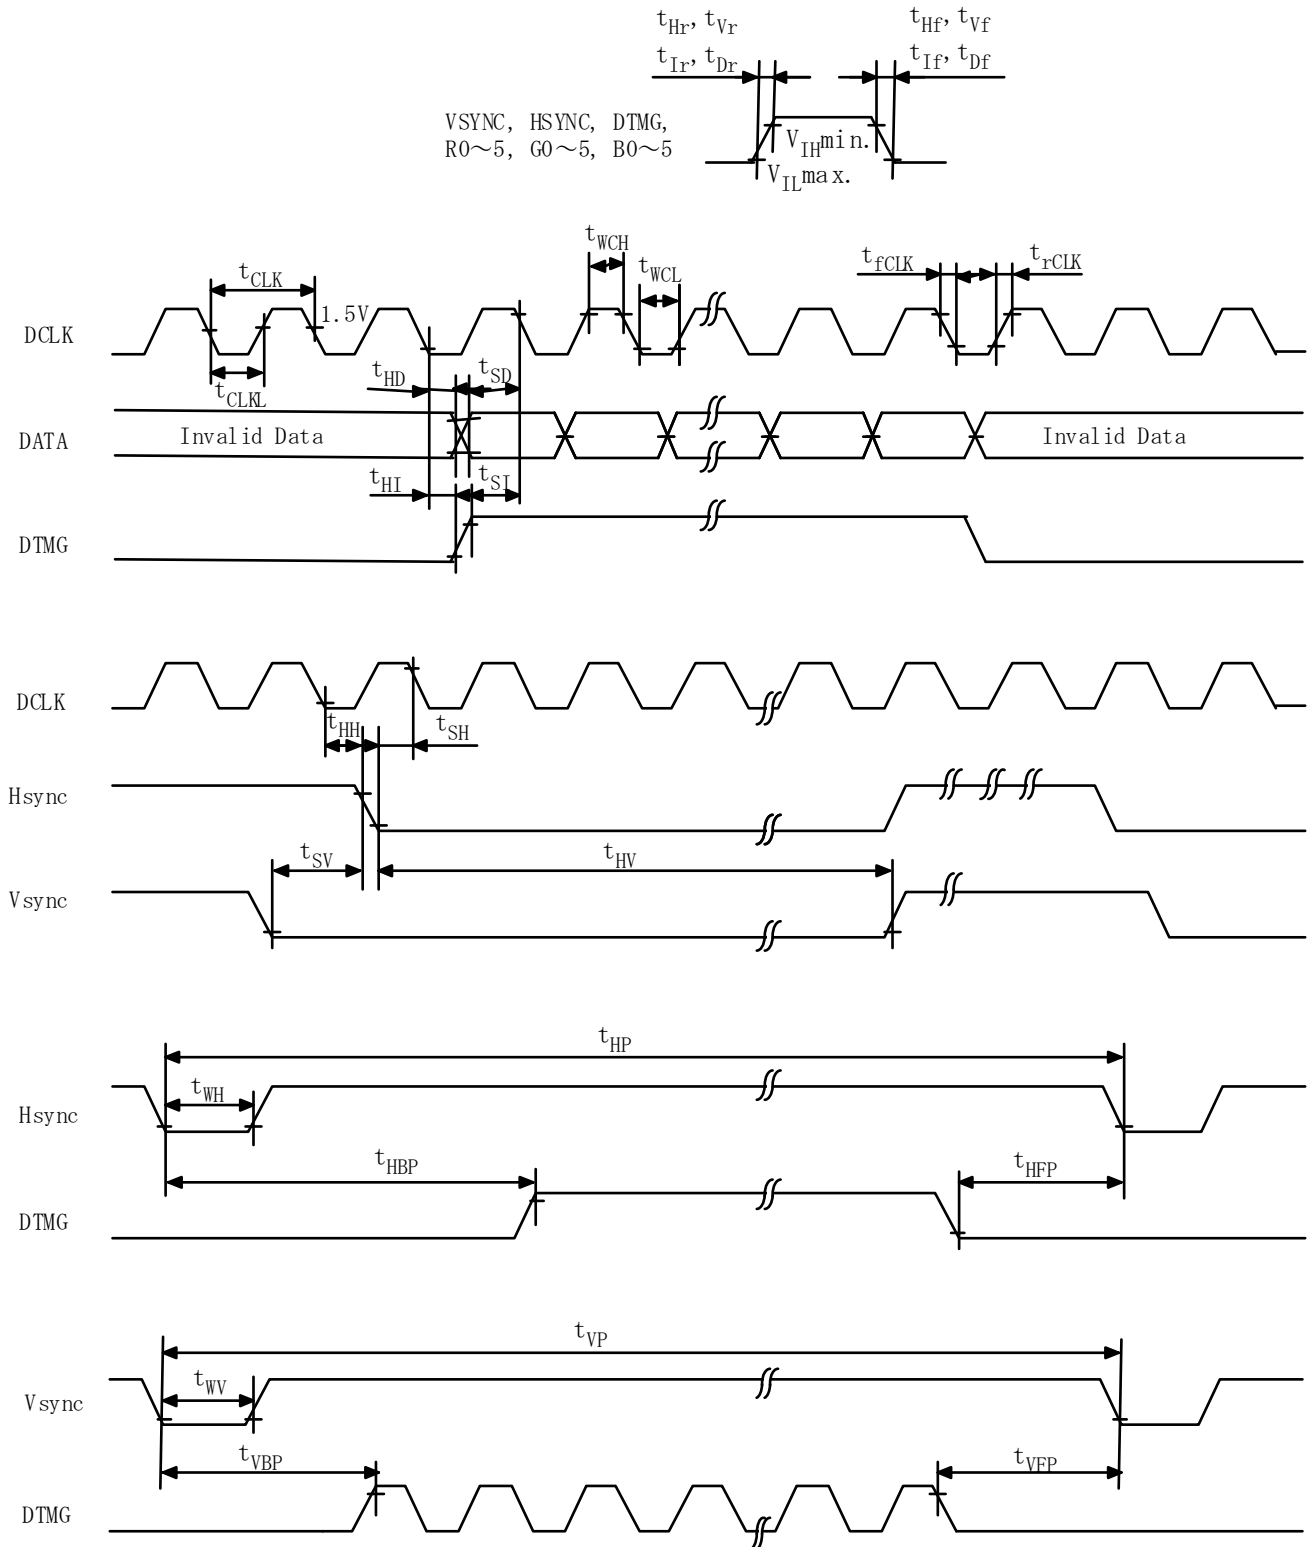 tHr, tVr
tIr, tDr
tHf, tVf
tIf, tDf
VSYNC, HSYNC, DTMG,
R0～5, G0～5, B0～5
VIHmin.
VILmax.
tCLK
tWCH
tWCL
tfCLK
trCLK
1.5V
DCLK
tCLKL
tHD
tSD
DATA
Invalid Data
Invalid Data
tHI
tSI
DTMG
DCLK
tHH
tSH
Hsync
tSV
tHV
Vsync
tHP
tWH
Hsync
tHBP
tHFP
DTMG
tVP
tWV
Vsync
tVBP
tVFP
DTMG